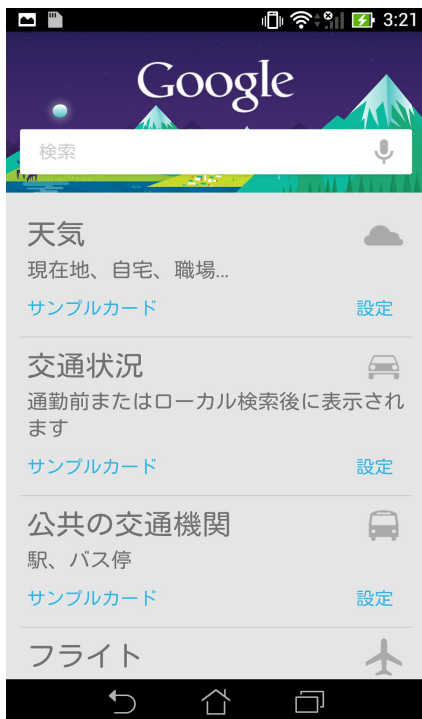 3:21
Google
検索
天気
現在地、自宅、職場...
サンプルカード
設定
交通状況
通勤前またはローカル検索後に表示され
ます
サンプルカード
設定
公共の交通機関
駅、バス停
サンプルカード
設定
フライト